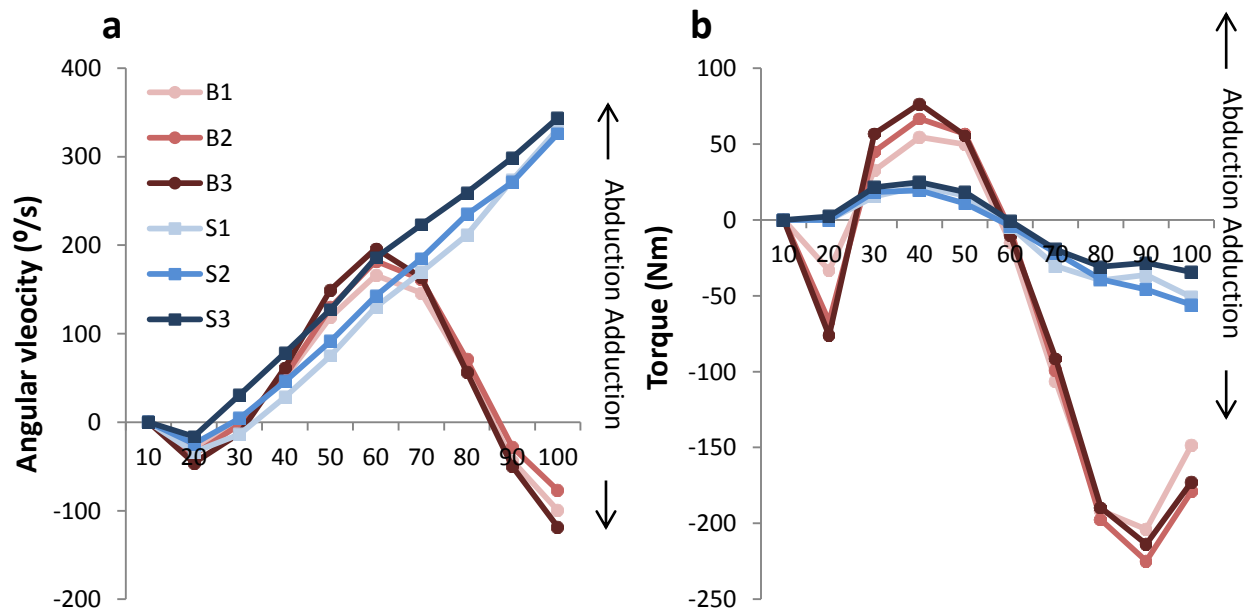 a
Angular vleocity (⁰/s)
400
300
200
100
0
-100
-200
B1
B2
B3
S1
S2
S3
10 20 30 40 50 60 70 80 90 100
Abduction Adduction
b
Torque (Nm)
100
50
0
-50
-100
-150
-200
-250
10 20 30 40 50 60 70 80 90 100
Abduction Adduction